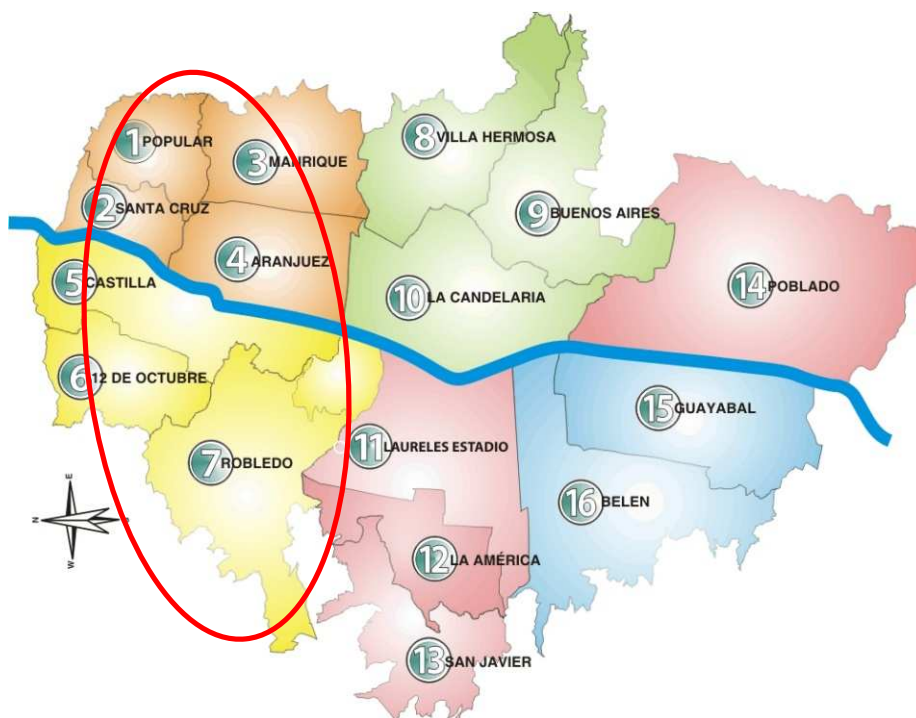 1 POPULAR
2 SANTA CRUZ
3 MANRIQUE
4 ARANJUEZ
5 CASTILLA
6 12 DE OCTUBRE
7 ROBLEDO
8 VILLA HERMOSA
9 BUENOS AIRES
10 LA CANDELARIA
11 LAURELES ESTADIO
12 LA AMÉRICA
13 SAN JAVIER
14 POBLADO
15 GUAYABAL
16 BELEN
E
N
S
W